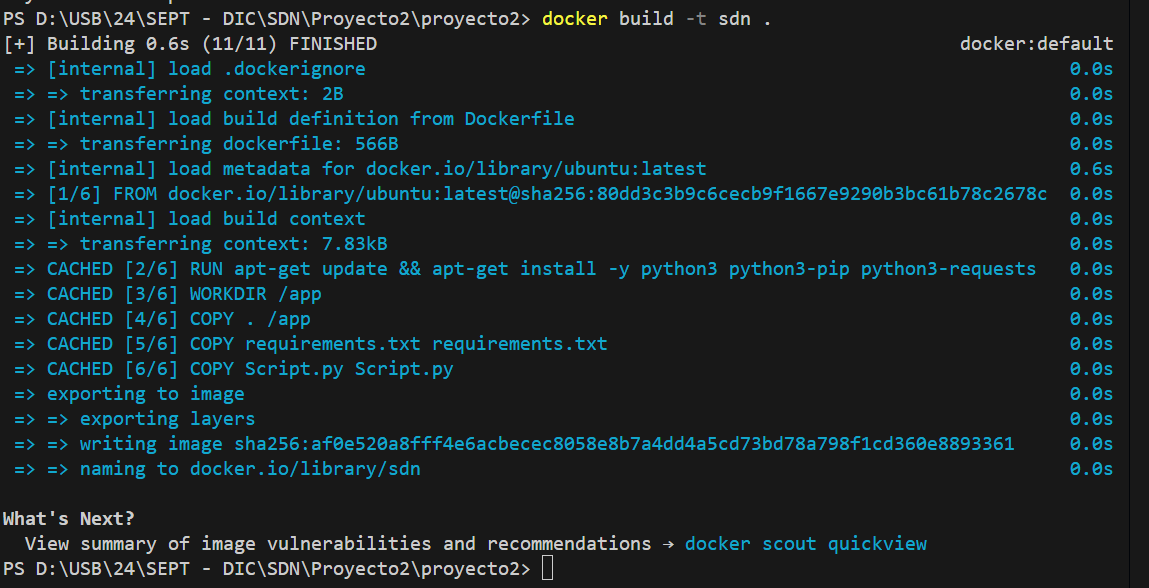 PS D:\USB\24\SEPT - DIC\SDN\Proyecto2\proyecto2> docker build -t sdn .
[+] Building 0.6s (11/11) FINISHED docker:default
=> [internal] load .dockerignore 0.0s
=> => transferring context: 2B 0.0s
=> [internal] load build definition from Dockerfile 0.0s
=> => transferring dockerfile: 566B 0.0s
=> [internal] load metadata for docker.io/library/ubuntu:latest 0.6s
=> [1/6] FROM docker.io/library/ubuntu:latest@sha256:80dd3c3b9c6cecb9f1667e9290b3bc61b78c2678c 0.0s
=> [internal] load build context 0.0s
=> => transferring context: 7.83kB 0.0s
=> CACHED [2/6] RUN apt-get update && apt-get install -y python3 python3-pip python3-requests 0.0s
=> CACHED [3/6] WORKDIR /app 0.0s
=> CACHED [4/6] COPY . /app 0.0s
=> CACHED [5/6] COPY requirements.txt requirements.txt 0.0s
=> CACHED [6/6] COPY Script.py Script.py 0.0s
=> exporting to image 0.0s
=> => exporting layers 0.0s
=> => writing image sha256:af0e520a8fff4e6acbecec8058e8b7a4dd4a5cd73bd78a798f1cd360e8893361 0.0s
=> => naming to docker.io/library/sdn 0.0s
What's Next?
View summary of image vulnerabilities and recommendations → docker scout quickview
PS D:\USB\24\SEPT - DIC\SDN\Proyecto2\proyecto2>